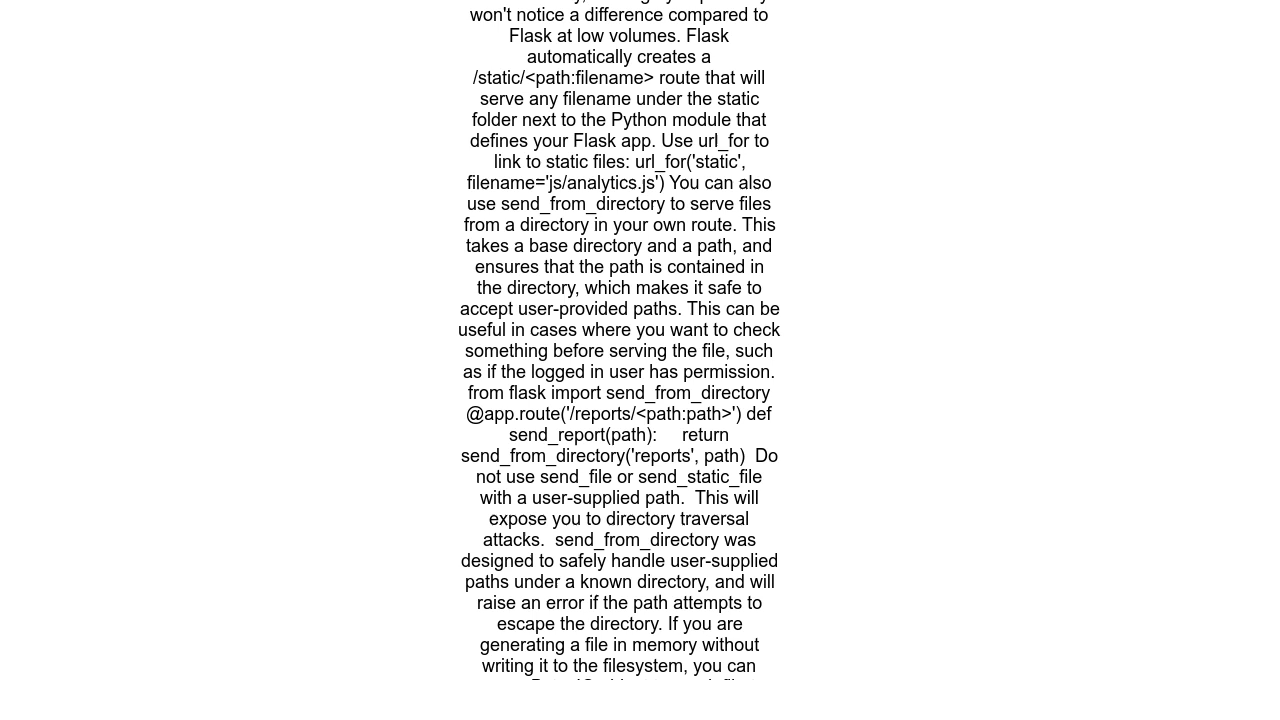 won't notice a difference compared to
Flask at low volumes. Flask
automatically creates a
/static/<path:filename> route that will
serve any filename under the static
folder next to the Python module that
defines your Flask app. Use url_for to
link to static files: url_for('static',
filename='js/analytics.js') You can also
use send_from_directory to serve files
from a directory in your own route. This
takes a base directory and a path, and
ensures that the path is contained in
the directory, which makes it safe to
accept user-provided paths. This can be
useful in cases where you want to check
something before serving the file, such
as if the logged in user has permission.
from flask import send_from_directory
@app.route('/reports/<path:path>') def
send_report(path):     return
send_from_directory('reports', path)  Do
not use send_file or send_static_file
with a user-supplied path.  This will
expose you to directory traversal
attacks.  send_from_directory was
designed to safely handle user-supplied
paths under a known directory, and will
raise an error if the path attempts to
escape the directory. If you are
generating a file in memory without
writing it to the filesystem, you can